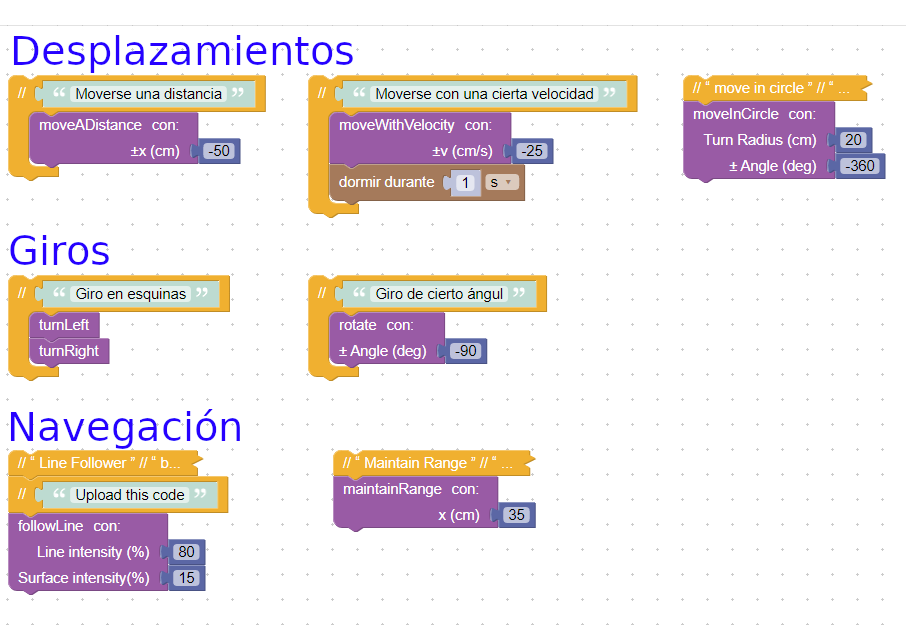 Desplazamientos
// “ Moverse una distancia ”
moveADistance con:
±x (cm) -50
// “ Moverse con una cierta velocidad ”
moveWithVelocity con:
±v (cm/s) -25
dormir durante 1 s
// “ move in circle ” // “ ...
moveInCircle con:
Turn Radius (cm) 20
± Angle (deg) -360
Giros
// “ Giro en esquinas ”
turnLeft
turnRight
// “ Giro de cierto ángul ”
rotate con:
± Angle (deg) -90
Navegación
// “ Line Follower ” // “ b...
// “ Upload this code ”
followLine con:
Line intensity (%) 80
Surface intensity(%) 15
// “ Maintain Range ” // “ ...
maintainRange con:
x (cm) 35